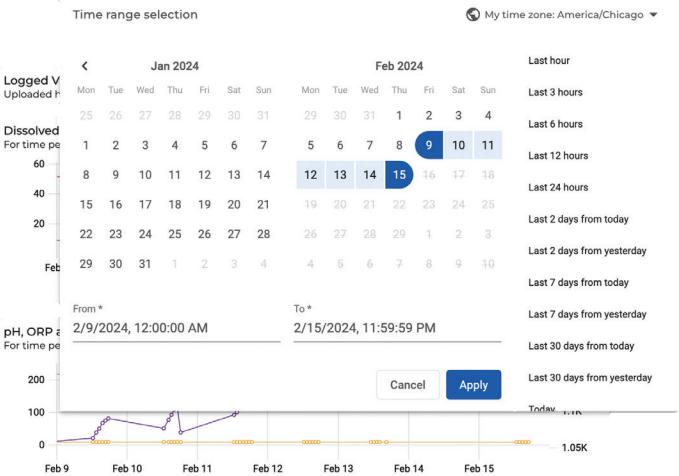 Time range selection
My time zone: America/Chicago
Jan 2024
Feb 2024
Mon Tue Wed Thu Fri Sat Sun
Mon Tue Wed Thu Fri Sat Sun
25 26 27 28 29 30 31
29 30 31 1 2 3 4
1 2 3 4 5 6 7
5 6 7 8 9 10 11
8 9 10 11 12 13 14
12 13 14 15 16 17 18
15 16 17 18 19 20 21
19 20 21 22 23 24 25
22 23 24 25 26 27 28
26 27 28 29 1 2 3
29 30 31 1 2 3 4
4 5 6 7 8 9 10
From *
2/9/2024, 12:00:00 AM
To *
2/15/2024, 11:59:59 PM
Cancel
Apply
Last hour
Last 3 hours
Last 6 hours
Last 12 hours
Last 24 hours
Last 2 days from today
Last 2 days from yesterday
Last 7 days from today
Last 7 days from yesterday
Last 30 days from today
Last 30 days from yesterday
Today
Logged V
Uploaded h
Dissolved
For time pe
60
40
20
Feb
pH, ORP a
For time pe
200
100
0
1.1K
1.05K
Feb 9
Feb 10
Feb 11
Feb 12
Feb 13
Feb 14
Feb 15